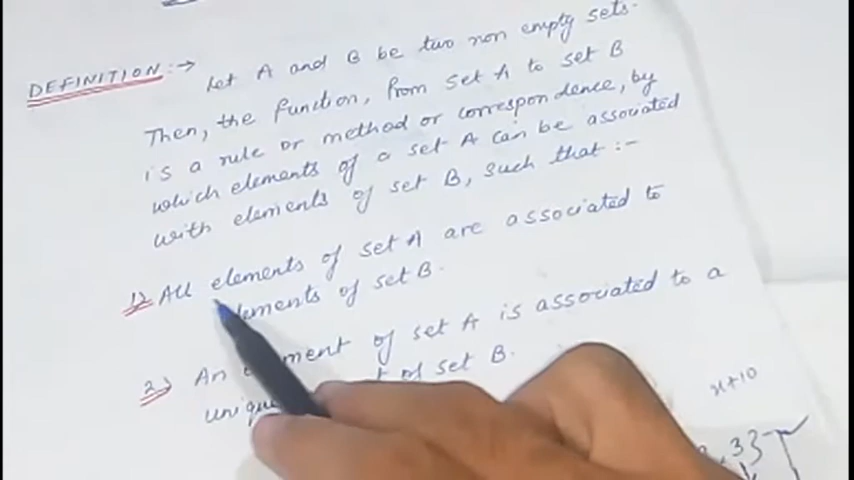 DEFINITION :→ Let A and B be two non empty sets.
Then, the function, from set A to set B
is a rule or method or correspondence, by
which elements of a set A can be associated
with elements of set B, such that :-
1) All elements of set A are associated to
elements of set B.
2) An element of set A is associated to a
of set B.
x+10